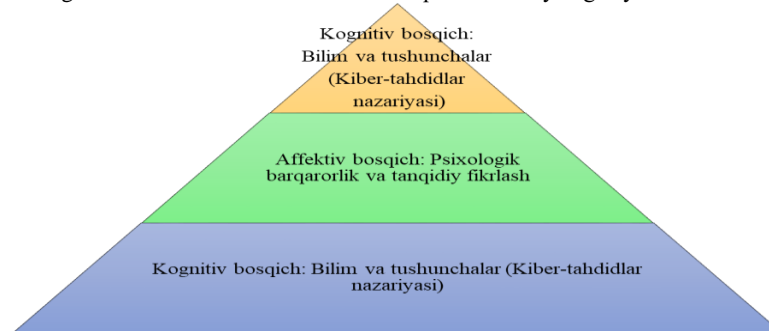 Kognitiv bosqich:
Bilim va tushunchalar
(Kiber-tahdidlar
nazariyasi)
Affektiv bosqich: Psixologik
barqarorlik va tanqidiy fikrlash
Kognitiv bosqich: Bilim va tushunchalar (Kiber-tahdidlar
nazariyasi)